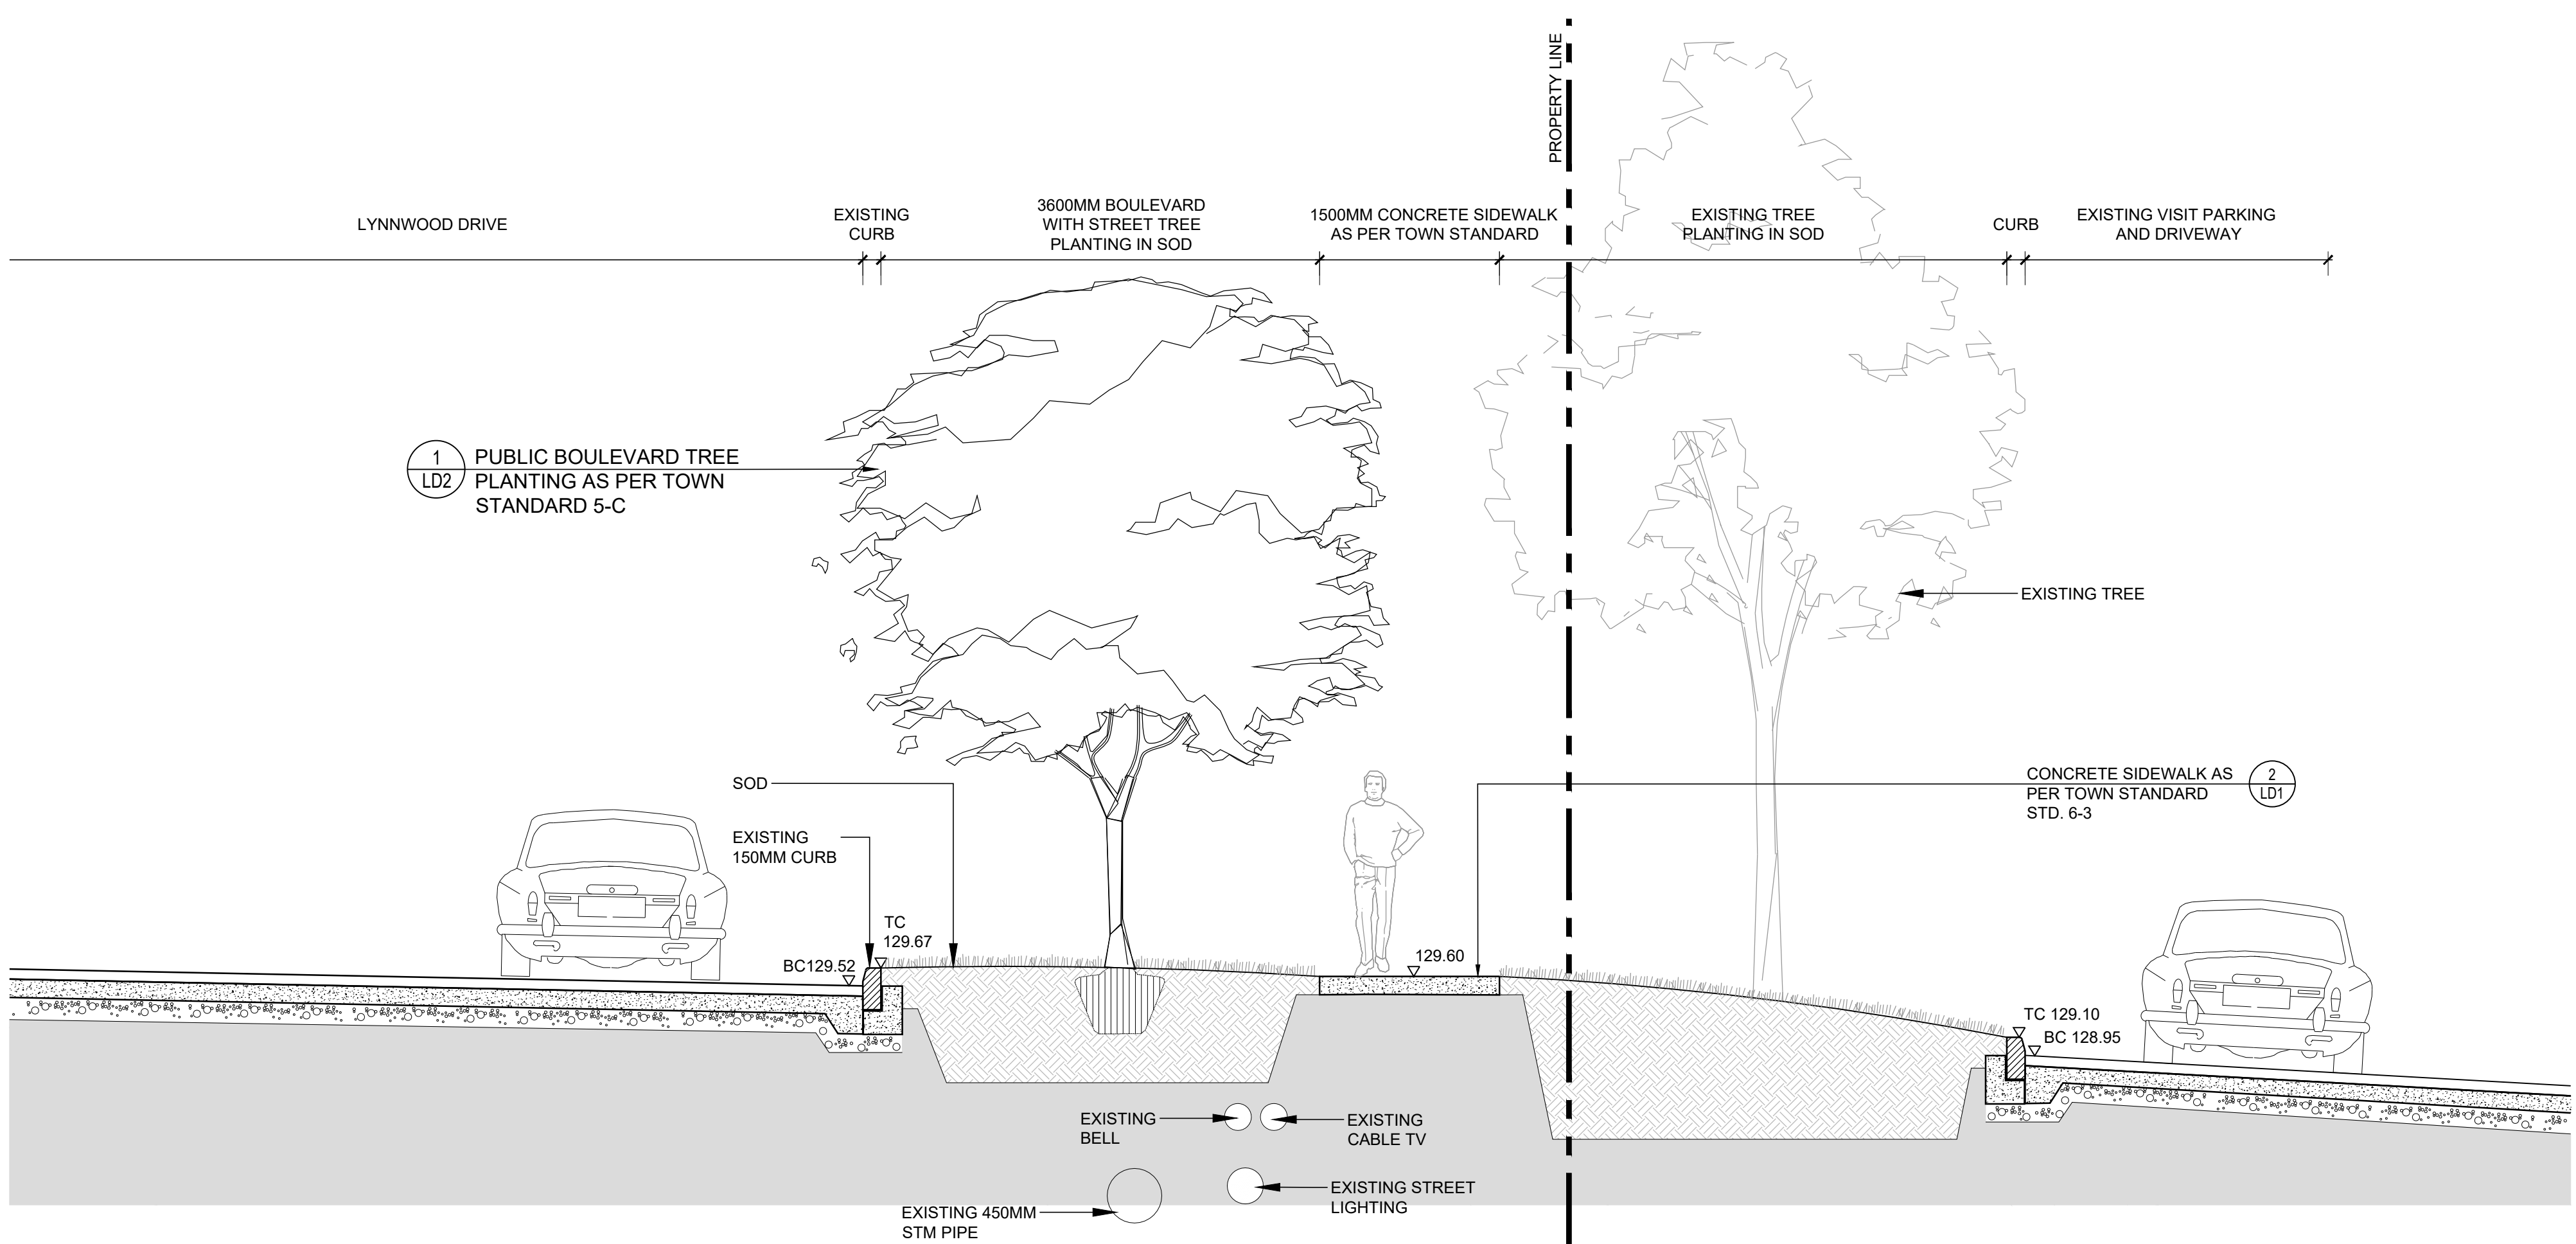 PROPERTY LINE
LYNNWOOD DRIVE
EXISTING
CURB
3600MM BOULEVARD
WITH STREET TREE
PLANTING IN SOD
1500MM CONCRETE SIDEWALK
AS PER TOWN STANDARD
EXISTING TREE
PLANTING IN SOD
CURB
EXISTING VISIT PARKING
AND DRIVEWAY
1
LD2
PUBLIC BOULEVARD TREE
PLANTING AS PER TOWN
STANDARD 5-C
EXISTING TREE
SOD
EXISTING
150MM CURB
CONCRETE SIDEWALK AS
PER TOWN STANDARD
STD. 6-3
2
LD1
TC
129.67
BC129.52
129.60
TC 129.10
BC 128.95
EXISTING
BELL
EXISTING
CABLE TV
EXISTING STREET
LIGHTING
EXISTING 450MM
STM PIPE